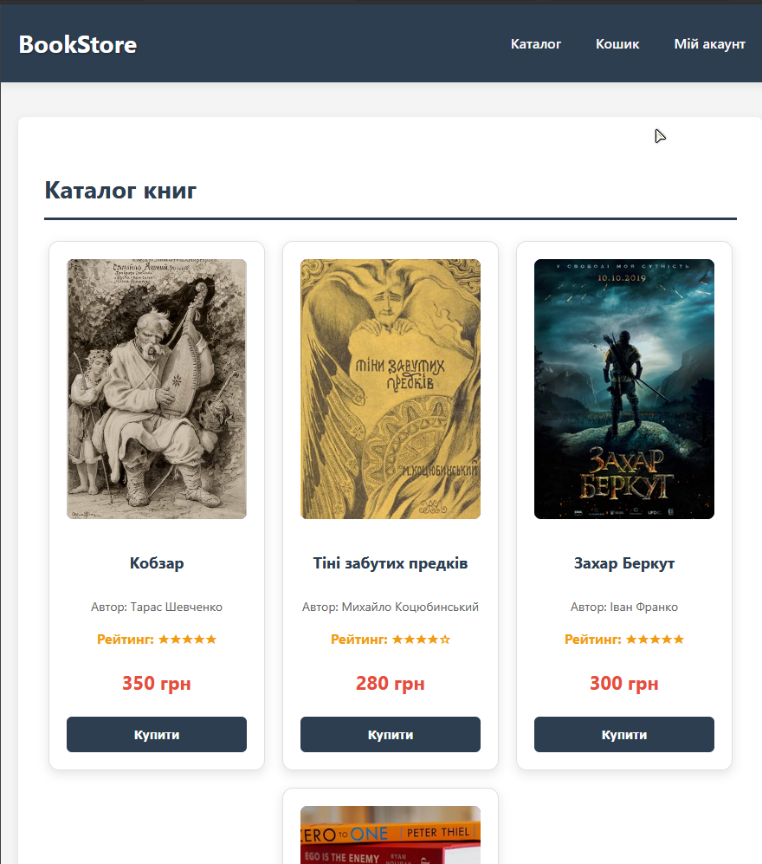 BookStore
Каталог
Кошик
Мій акаунт
Каталог книг
ТІНИ ЗАБУТИХ
ПРЕДКІВ
М.КОЦЮБИНСЬКИЙ
У СВОБОДІ МОЯ СУТНІСТЬ
10.10.2019
ЗАХАР
БЕРКУТ
Кобзар
Тіні забутих предків
Захар Беркут
Автор: Тарас Шевченко
Автор: Михайло Коцюбинський
Автор: Іван Франко
Рейтинг: ★★★★★
Рейтинг: ★★★★☆
Рейтинг: ★★★★★
350 грн
280 грн
300 грн
Купити
Купити
Купити
ZERO TO ONE PETER THIEL
EGO IS THE ENEMY RYAN